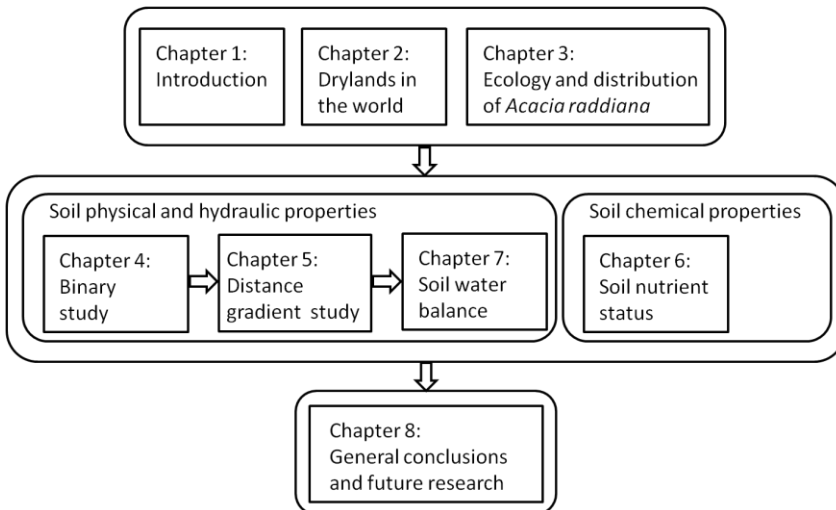 Chapter 1:
Introduction
Chapter 2:
Drylands in
the world
Chapter 3:
Ecology and distribution
of Acacia raddiana
Soil physical and hydraulic properties
Chapter 4:
Binary
study
Chapter 5:
Distance
gradient study
Chapter 7:
Soil water
balance
Soil chemical properties
Chapter 6:
Soil nutrient
status
Chapter 8:
General conclusions
and future research